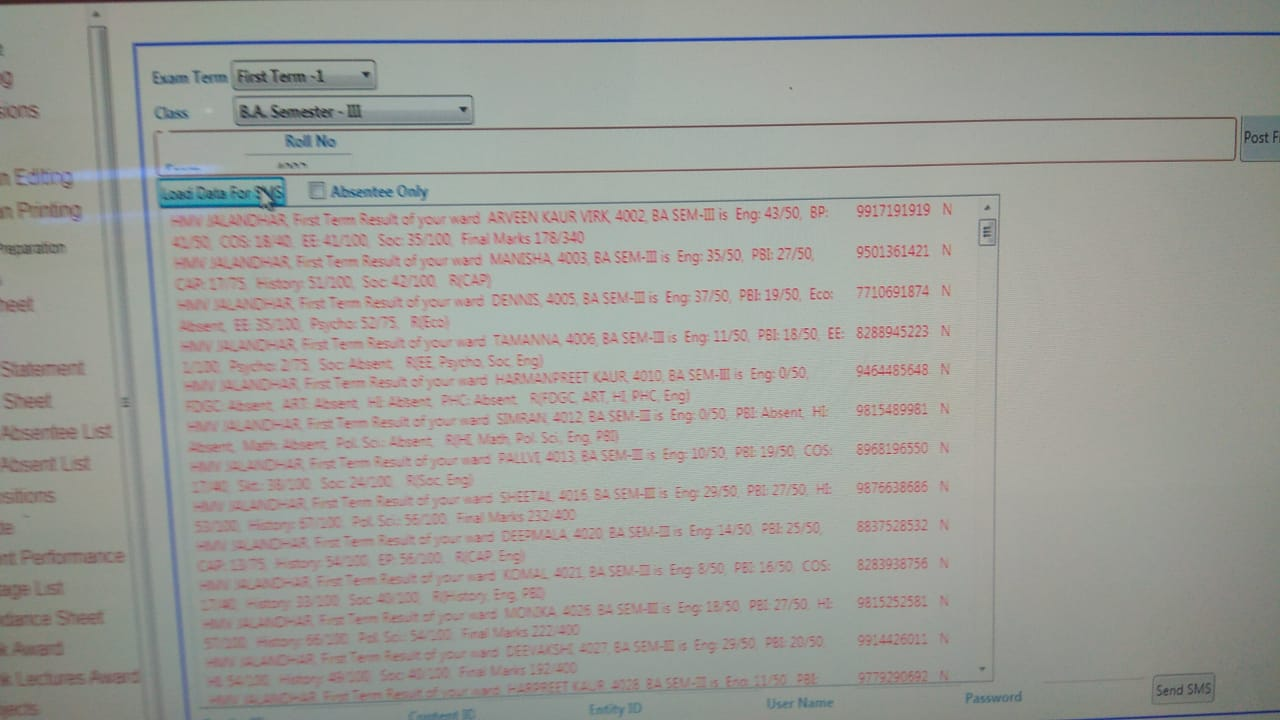 Exam Term First Term -1
Class B.A. Semester - III
Roll No
Post F
Load Data For SMS Absentee Only
HMV JALANDHAR, First Term Result of your ward ARVEEN KAUR VIRK, 4002, BA SEM-III is Eng: 43/50, BP: 9917191919 N
41/50, COS: 18/40, EE: 41/100, Soc: 35/100, Final Marks 178/340
HMV JALANDHAR, First Term Result of your ward MANISHA, 4003, BA SEM-III is Eng: 35/50, PBI: 27/50, 9501361421 N
CAP: 17/75, History: 51/100, Soc: 42/100, R(CAP)
HMV JALANDHAR, First Term Result of your ward DENNIS, 4005, BA SEM-III is Eng: 37/50, PBI: 19/50, Eco: 7710691874 N
Absent, EE: 35/100, Psycho: 52/75, R(Eco)
HMV JALANDHAR, First Term Result of your ward TAMANNA, 4006, BA SEM-III is Eng: 11/50, PBI: 18/50, EE: 8288945223 N
1/100, Psycho: 2/75, Soc: Absent, R(EE, Psycho, Soc, Eng)
HMV JALANDHAR, First Term Result of your ward HARMANPREET KAUR, 4010, BA SEM-III is Eng: 0/50, 9464485648 N
FDGC: Absent, ART: Absent, HI: Absent, PHC: Absent, R(FDGC, ART, HI, PHC, Eng)
HMV JALANDHAR, First Term Result of your ward SIMRAN, 4012, BA SEM-III is Eng: 0/50, PBI: Absent, HI: 9815489981 N
Absent, Math: Absent, Pol. Sci.: Absent, R(HI, Math, Pol. Sci, Eng, PBI)
HMV JALANDHAR, First Term Result of your ward PALLVI, 4013, BA SEM-III is Eng: 10/50, PBI: 19/50, COS: 8968196550 N
17/40, Skt.: 38/100, Soc: 24/100, R(Soc, Eng)
HMV JALANDHAR, First Term Result of your ward SHEETAL, 4016, BA SEM-III is Eng: 29/50, PBI: 27/50, HI: 9876638686 N
53/100, History: 67/100, Pol. Sci.: 56/100, Final Marks 232/400
HMV JALANDHAR, First Term Result of your ward DEEPMALA, 4020, BA SEM-III is Eng: 14/50, PBI: 25/50, 8837528532 N
CAP: 13/75, History: 54/100, EP: 56/100, R(CAP, Eng)
HMV JALANDHAR, First Term Result of your ward KOMAL, 4021, BA SEM-III is Eng: 8/50, PBI: 16/50, COS: 8283938756 N
17/40, History: 33/100, Soc: 40/100, R(History, Eng, PBI)
HMV JALANDHAR, First Term Result of your ward MONIKA, 4026, BA SEM-III is Eng: 18/50, PBI: 27/50, HI: 9815252581 N
57/100, History: 66/100, Pol. Sci.: 54/100, Final Marks 222/400
HMV JALANDHAR, First Term Result of your ward DEEVAKSHI, 4027, BA SEM-III is Eng: 29/50, PBI: 20/50, 9914426011 N
HI: 54/100, History: 49/100, Soc: 40/100, Final Marks 192/400
HMV JALANDHAR, First Term Result of your ward HARPREET KAUR, 4028, BA SEM-III is Eng: 11/50, PBI: 9779290692 N
Content ID Entity ID User Name Password Send SMS
n Editing
n Printing
Preparation
Statement
Sheet
Absentee List
Absent List
nt Performance
age List
dance Sheet
k Award
k Lectures Award